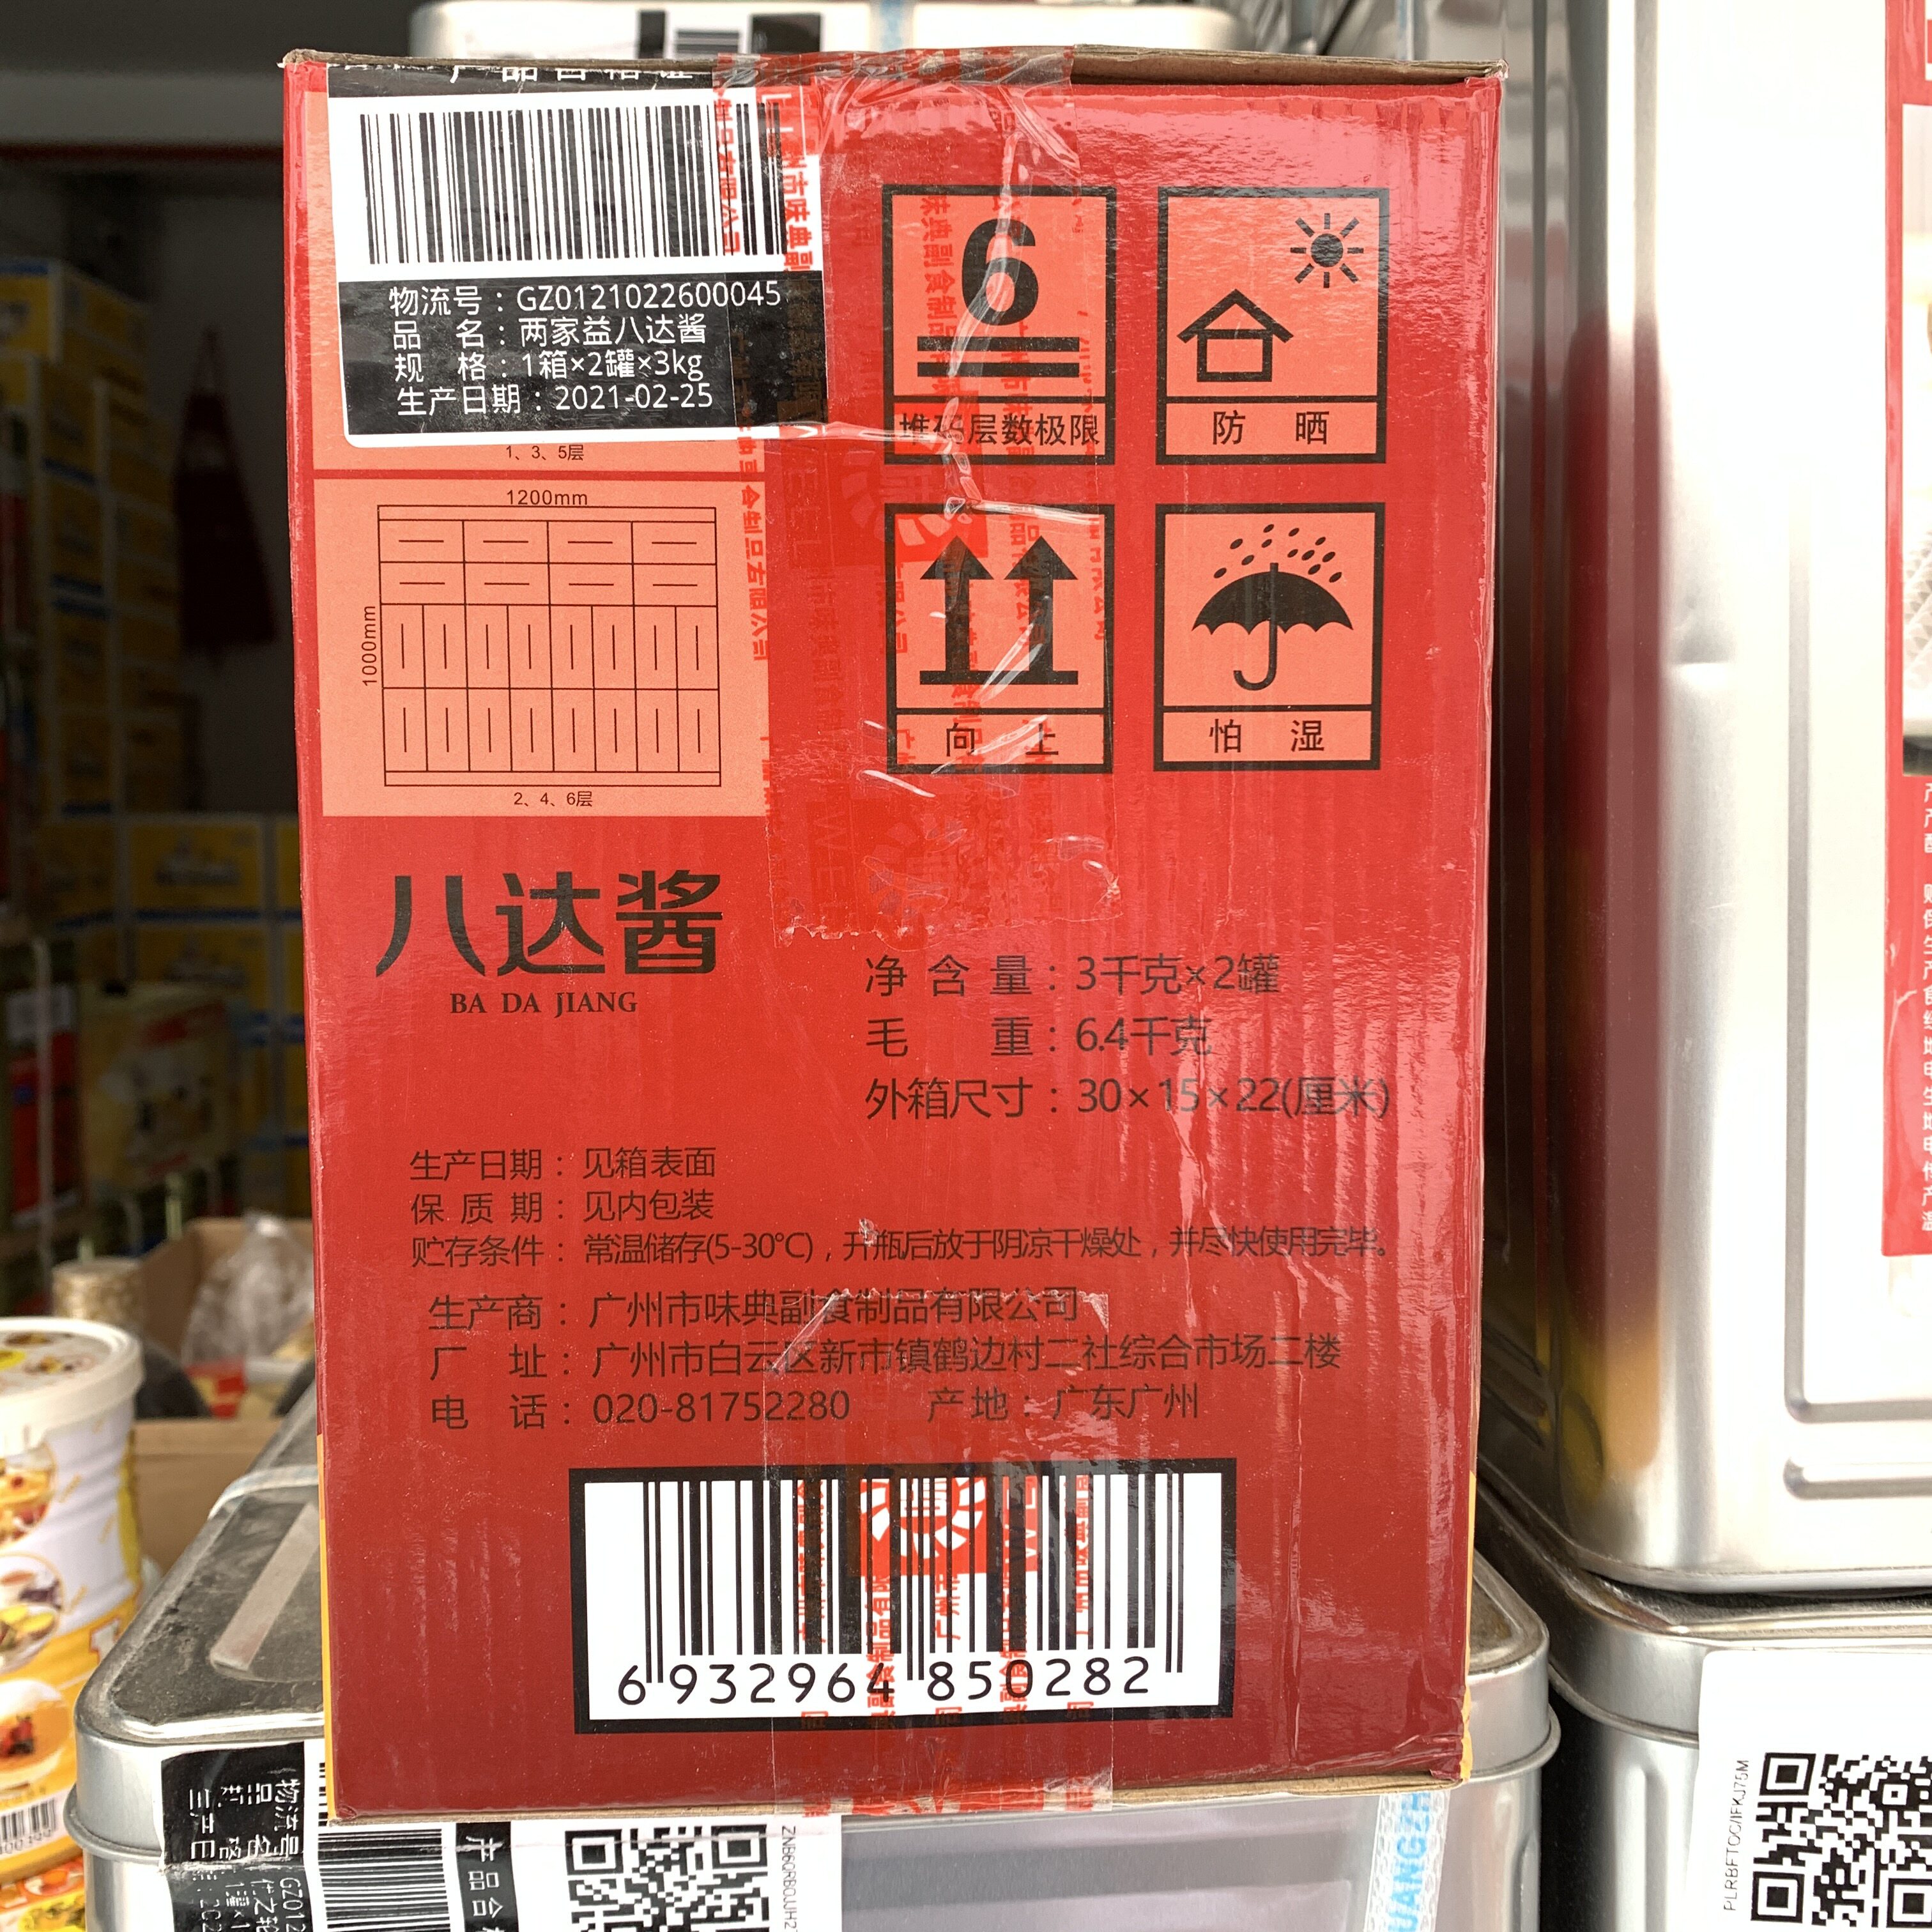 产品合格证
物流号：GZ0121022600045
品 名：两家益八达酱
规 格：1箱×2罐×3kg
生产日期：2021-02-25
1、3、5层
1200mm
1000mm
2、4、6层
6
堆码层数极限
防 晒
向 上
怕 湿
八达酱
BA DA JIANG
净 含 量：3千克×2罐
毛 重：6.4千克
外箱尺寸：30×15×22(厘米)
生产日期：见箱表面
保 质 期：见内包装
贮存条件：常温储存(5-30℃)，开瓶后放于阴凉干燥处，并尽快使用完毕。
生产商：广州市味典副食制品有限公司
厂 址：广州市白云区新市镇鹤边村二社综合市场二楼
电 话：020-81752280 产 地：广东广州
6 932964 850282
物流号
GZ012
产品合格